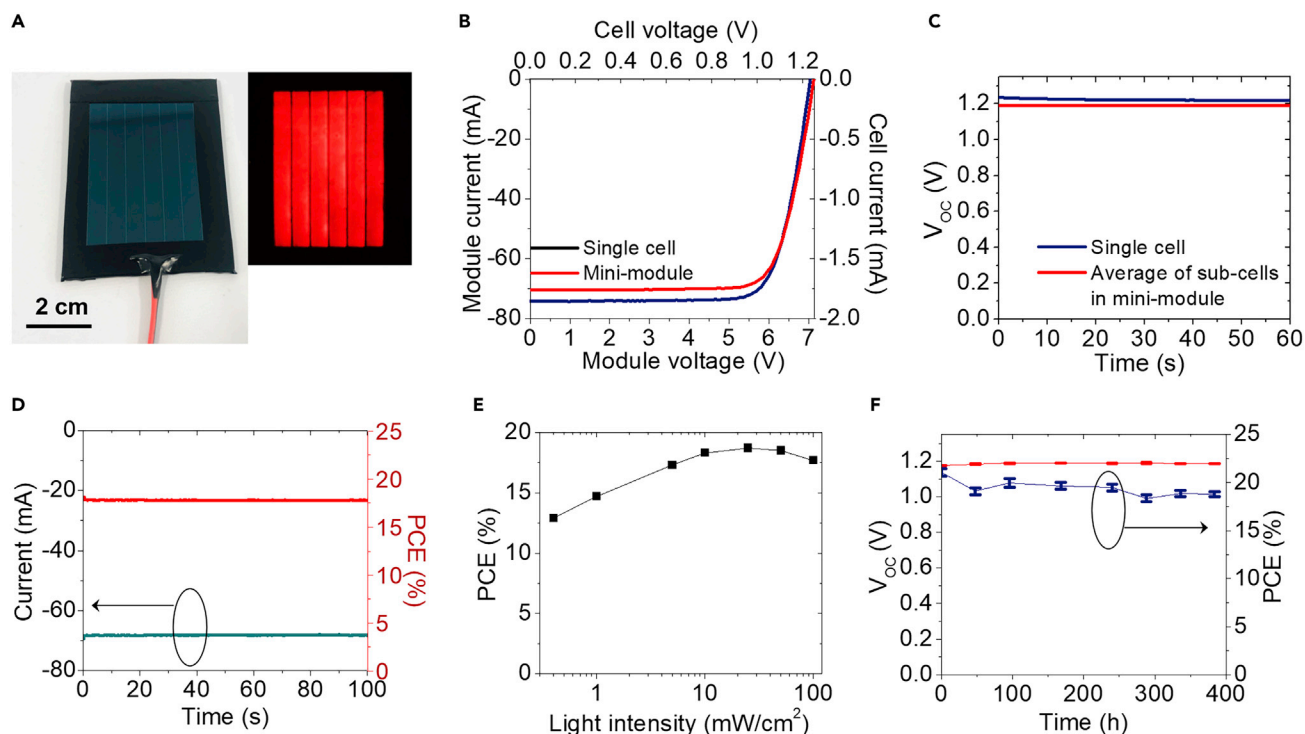 A
2 cm
B
Cell voltage (V)
0.0 0.2 0.4 0.6 0.8 1.0 1.2
Module current (mA)
0
-20
-40
-60
-80
Single cell
Mini-module
0.0
-0.5
-1.0
-1.5
-2.0
Cell current (mA)
0 1 2 3 4 5 6 7
Module voltage (V)
C
V_OC (V)
1.2
1.0
0.8
0.6
0.4
0.2
0.0
Single cell
Average of sub-cells
in mini-module
0 10 20 30 40 50 60
Time (s)
D
Current (mA)
0
-20
-40
-60
-80
25
20
15
10
5
0
PCE (%)
0 20 40 60 80 100
Time (s)
E
PCE (%)
20
15
10
5
0
1 10 100
Light intensity (mW/cm²)
F
V_OC (V)
1.2
1.0
0.8
0.6
0.4
0.2
0.0
25
20
15
10
5
0
PCE (%)
0 100 200 300 400
Time (h)